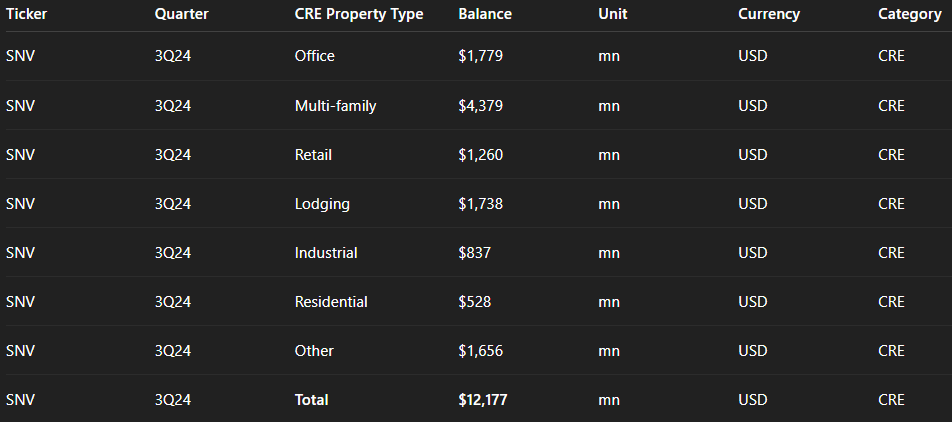 Ticker Quarter CRE Property Type Balance Unit Currency Category
SNV 3Q24 Office $1,779 mn USD CRE
SNV 3Q24 Multi-family $4,379 mn USD CRE
SNV 3Q24 Retail $1,260 mn USD CRE
SNV 3Q24 Lodging $1,738 mn USD CRE
SNV 3Q24 Industrial $837 mn USD CRE
SNV 3Q24 Residential $528 mn USD CRE
SNV 3Q24 Other $1,656 mn USD CRE
SNV 3Q24 Total $12,177 mn USD CRE